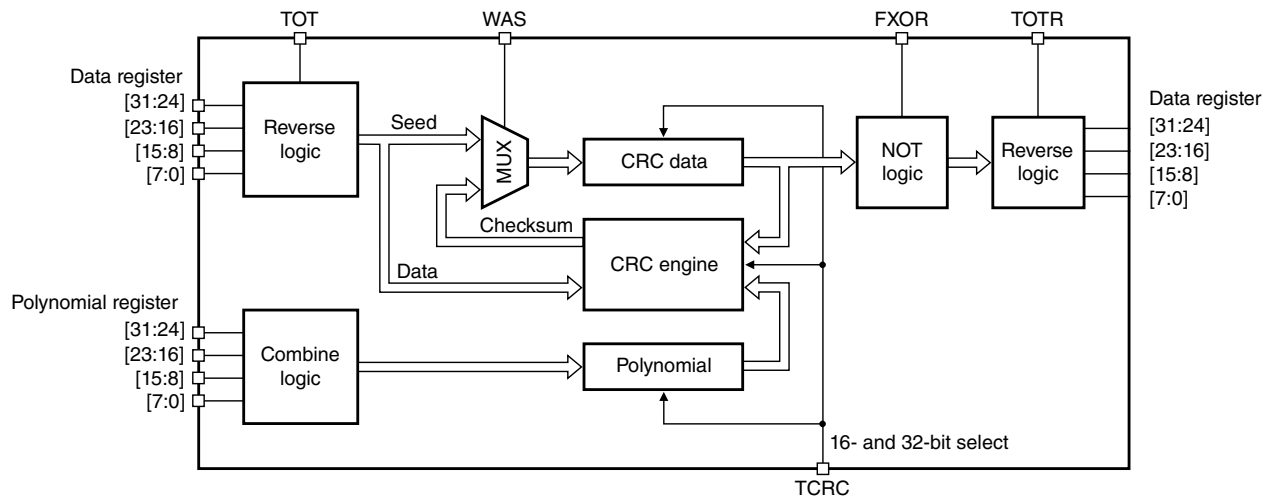 TOT
WAS
FXOR
TOTR
Data register
[31:24]
[23:16]
[15:8]
[7:0]
Reverse
logic
Seed
MUX
CRC data
NOT
logic
Reverse
logic
Data register
[31:24]
[23:16]
[15:8]
[7:0]
Checksum
CRC engine
Data
Polynomial register
[31:24]
[23:16]
[15:8]
[7:0]
Combine
logic
Polynomial
16- and 32-bit select
TCRC